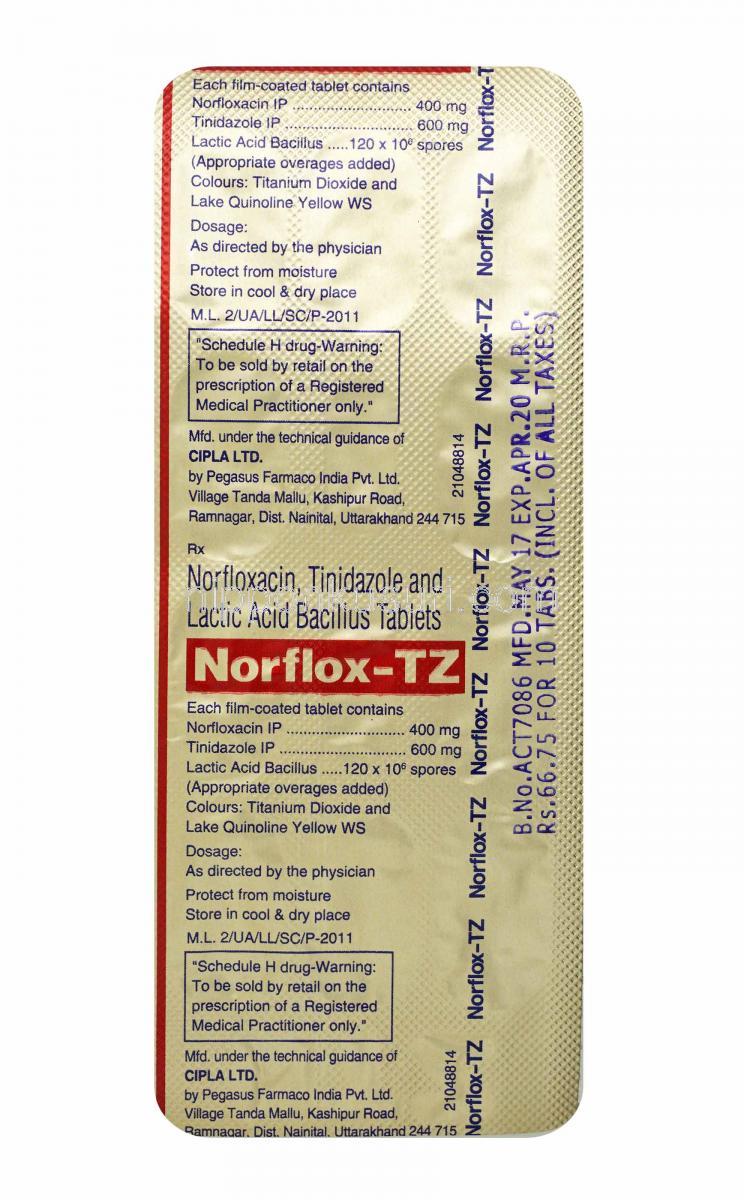 Each film-coated tablet contains
Norfloxacin IP ............................ 400 mg
Tinidazole IP .............................. 600 mg
Lactic Acid Bacillus .....120 x 10⁶ spores
(Appropriate overages added)
Colours: Titanium Dioxide and
Lake Quinoline Yellow WS
Dosage:
As directed by the physician
Protect from moisture
Store in cool & dry place
M.L. 2/UA/LL/SC/P-2011
"Schedule H drug-Warning:
To be sold by retail on the
prescription of a Registered
Medical Practitioner only."
Mfd. under the technical guidance of
CIPLA LTD.
by Pegasus Farmaco India Pvt. Ltd.
Village Tanda Mallu, Kashipur Road,
Ramnagar, Dist. Nainital, Uttarakhand 244 715
21048814
Rx
Norfloxacin, Tinidazole and
Lactic Acid Bacillus Tablets
Norflox-TZ
Each film-coated tablet contains
Norfloxacin IP ............................ 400 mg
Tinidazole IP .............................. 600 mg
Lactic Acid Bacillus .....120 x 10⁶ spores
(Appropriate overages added)
Colours: Titanium Dioxide and
Lake Quinoline Yellow WS
Dosage:
As directed by the physician
Protect from moisture
Store in cool & dry place
M.L. 2/UA/LL/SC/P-2011
"Schedule H drug-Warning:
To be sold by retail on the
prescription of a Registered
Medical Practitioner only."
Mfd. under the technical guidance of
CIPLA LTD.
by Pegasus Farmaco India Pvt. Ltd.
Village Tanda Mallu, Kashipur Road,
Ramnagar, Dist. Nainital, Uttarakhand 244 715
21048814
Norflox-TZ Norflox-TZ Norflox-TZ Norflox-TZ Norflox-TZ Norflox-TZ Norflox-TZ Norflox-TZ Norflox-T
B.No.ACT7086 MFD.MAY 17 EXP.APR.20 M.R.P.
Rs.66.75 FOR 10 TABS. (INCL. OF ALL TAXES)